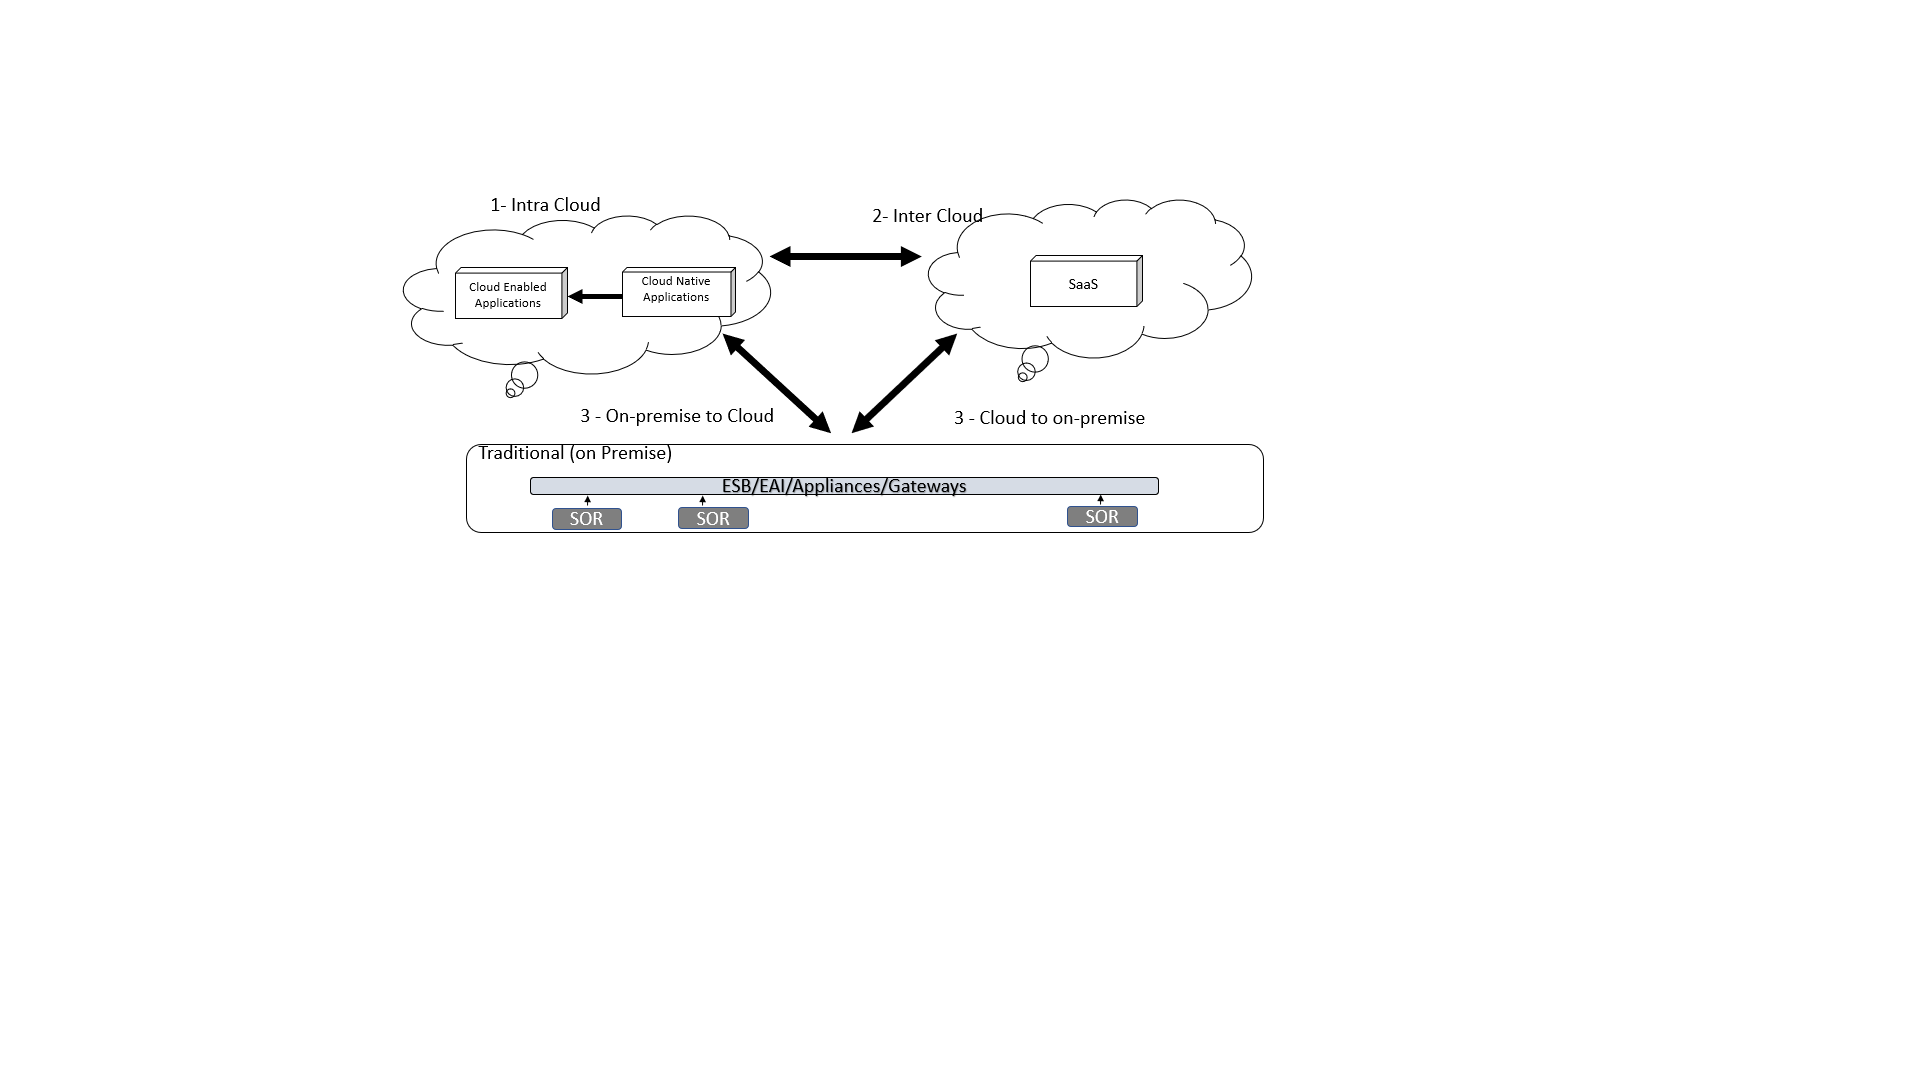 1- Intra Cloud
2- Inter Cloud
Cloud Enabled
Applications
Cloud Native
Applications
SaaS
3 - On-premise to Cloud
3 - Cloud to on-premise
Traditional (on Premise)
ESB/EAI/Appliances/Gateways
SOR
SOR
SOR